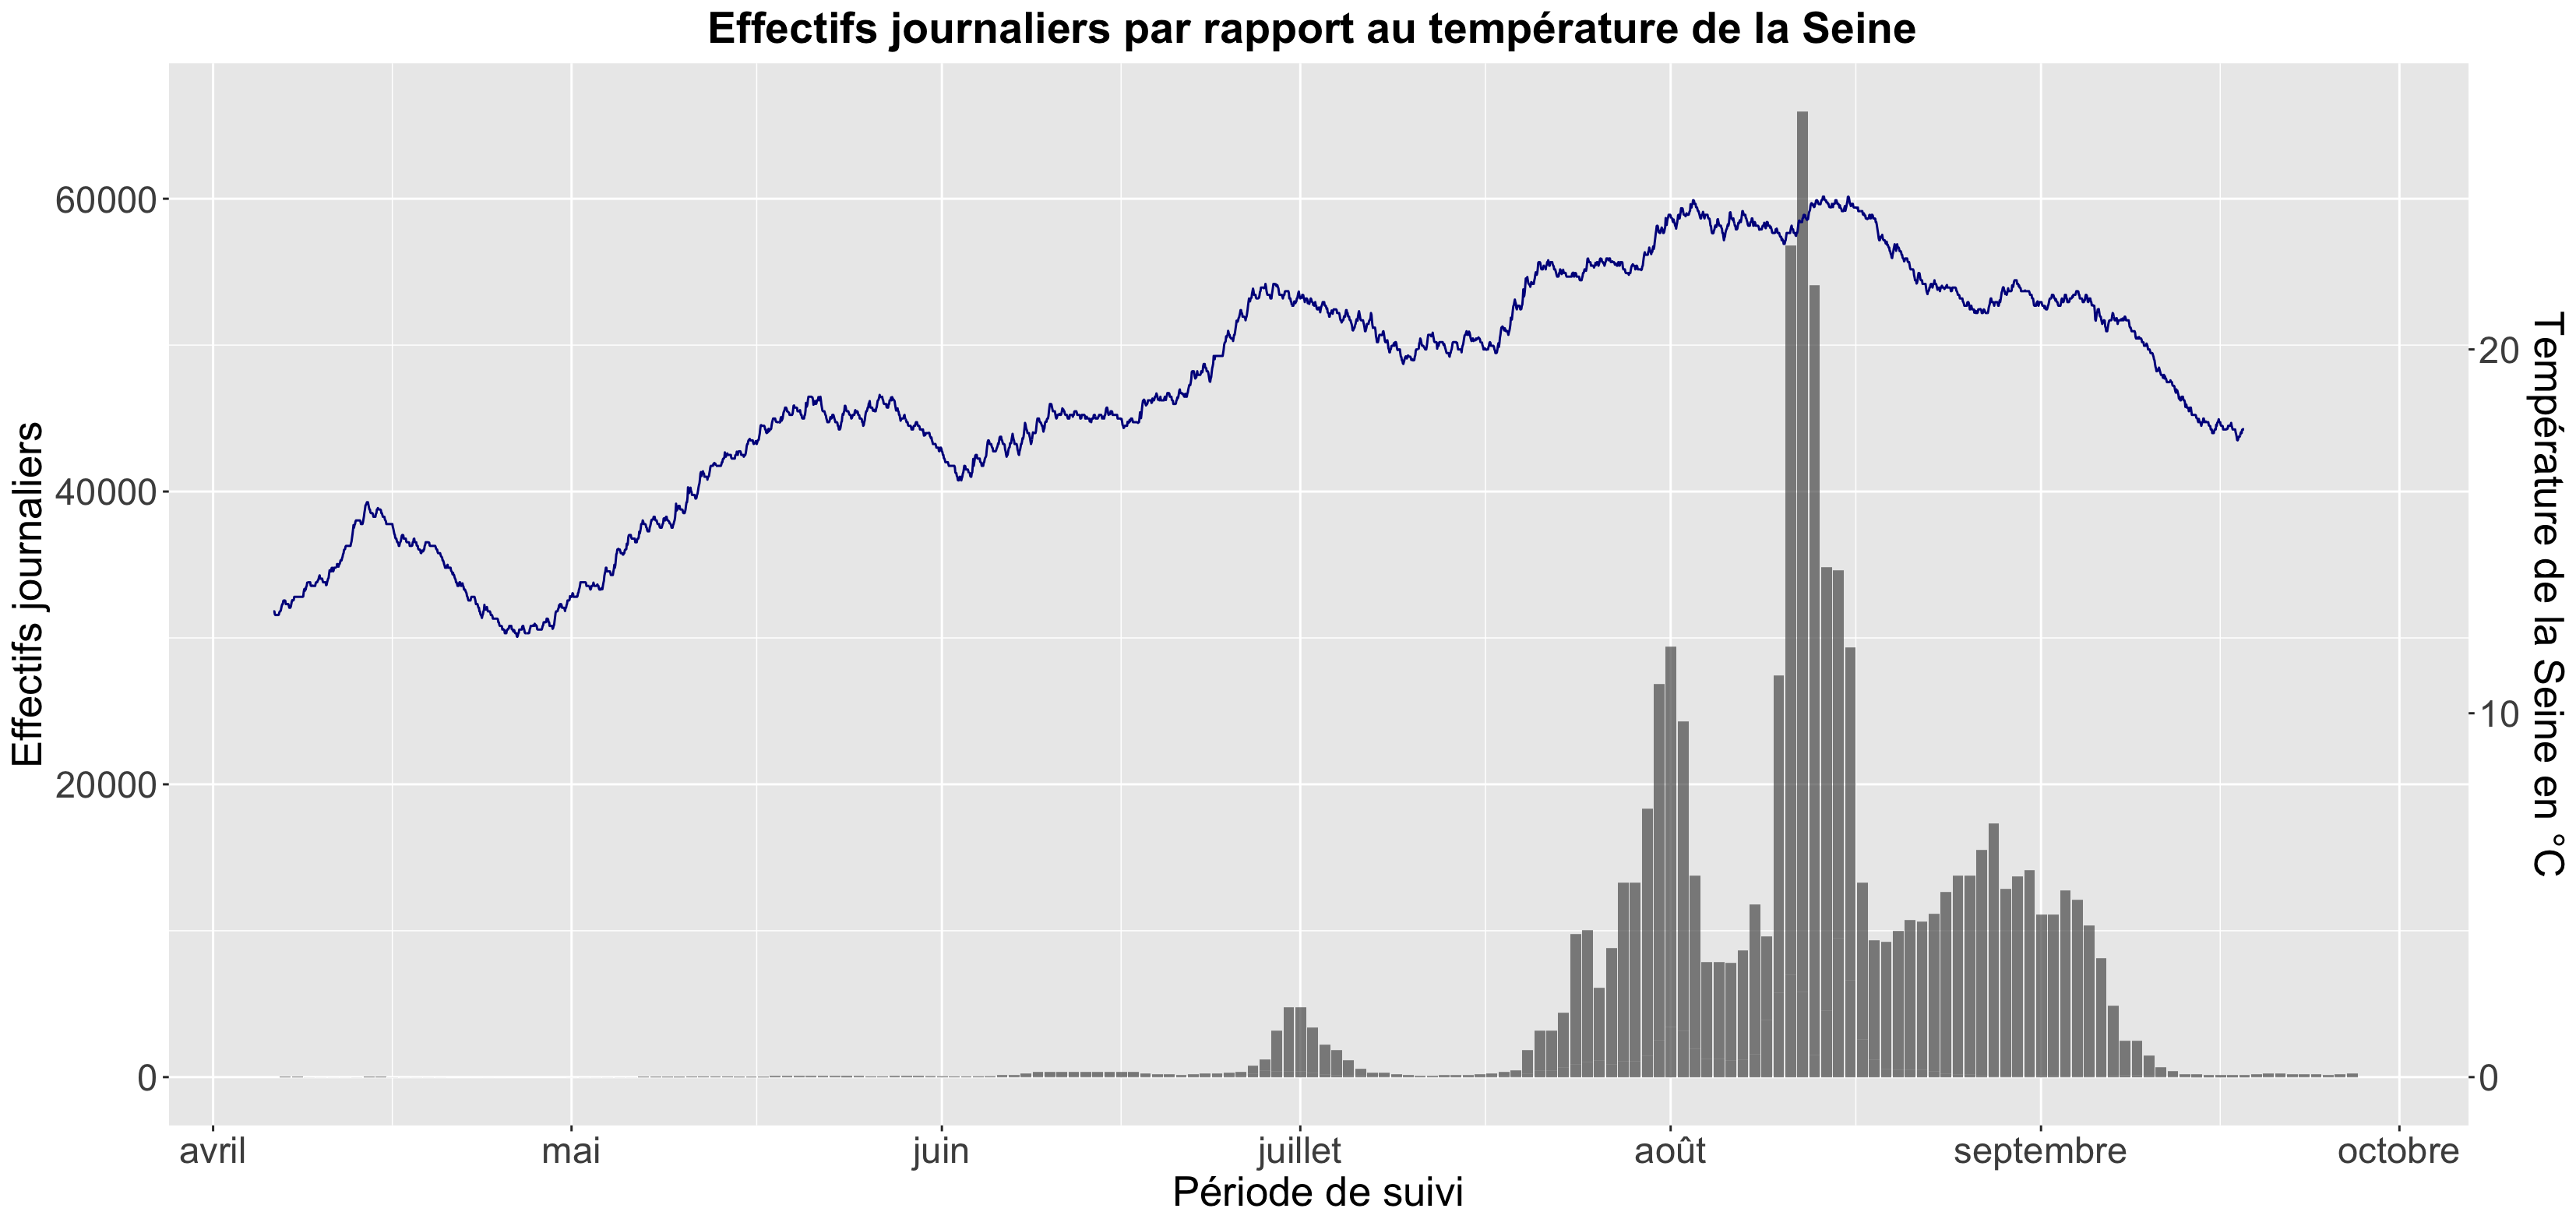 Effectifs journaliers par rapport au température de la Seine
Effectifs journaliers
60000
40000
20000
0
20
10
0
Température de la Seine en °C
avril mai juin juillet août septembre octobre
Période de suivi